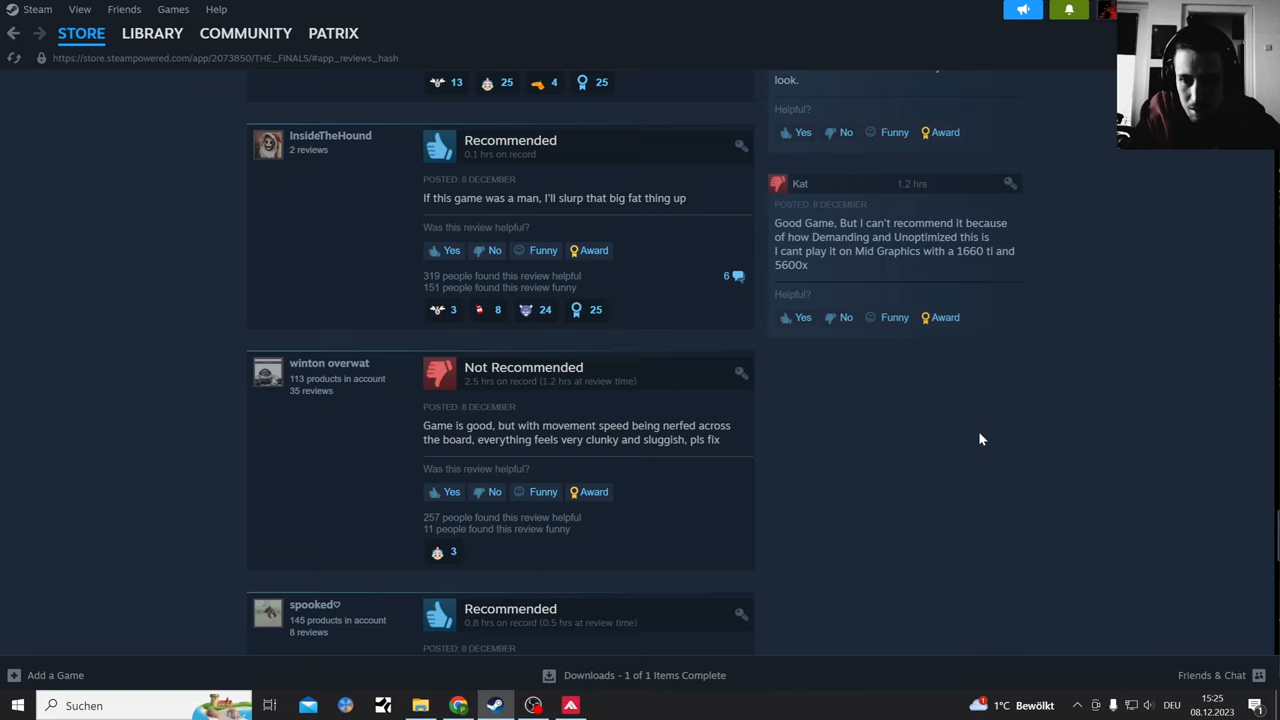 Steam View Friends Games Help
STORE LIBRARY COMMUNITY PATRIX
https://store.steampowered.com/app/2073850/THE_FINALS/#app_reviews_hash
13 25 4 25
InsideTheHound
2 reviews
Recommended
0.1 hrs on record
POSTED: 8 DECEMBER
If this game was a man, I'll slurp that big fat thing up
Was this review helpful?
Yes No Funny Award
319 people found this review helpful
151 people found this review funny
6
3 8 24 25
winton overwat
113 products in account
35 reviews
Not Recommended
2.5 hrs on record (1.2 hrs at review time)
POSTED: 8 DECEMBER
Game is good, but with movement speed being nerfed across
the board, everything feels very clunky and sluggish, pls fix
Was this review helpful?
Yes No Funny Award
257 people found this review helpful
11 people found this review funny
3
spooked♡
145 products in account
8 reviews
Recommended
0.8 hrs on record (0.5 hrs at review time)
POSTED: 8 DECEMBER
look.
Helpful?
Yes No Funny Award
Kat 1.2 hrs
POSTED: 8 DECEMBER
Good Game, But I can't recommend it because
of how Demanding and Unoptimized this is
I cant play it on Mid Graphics with a 1660 ti and
5600x
Helpful?
Yes No Funny Award
Add a Game Downloads - 1 of 1 Items Complete Friends & Chat
Suchen 1°C Bewölkt DEU 15:25
08.12.2023